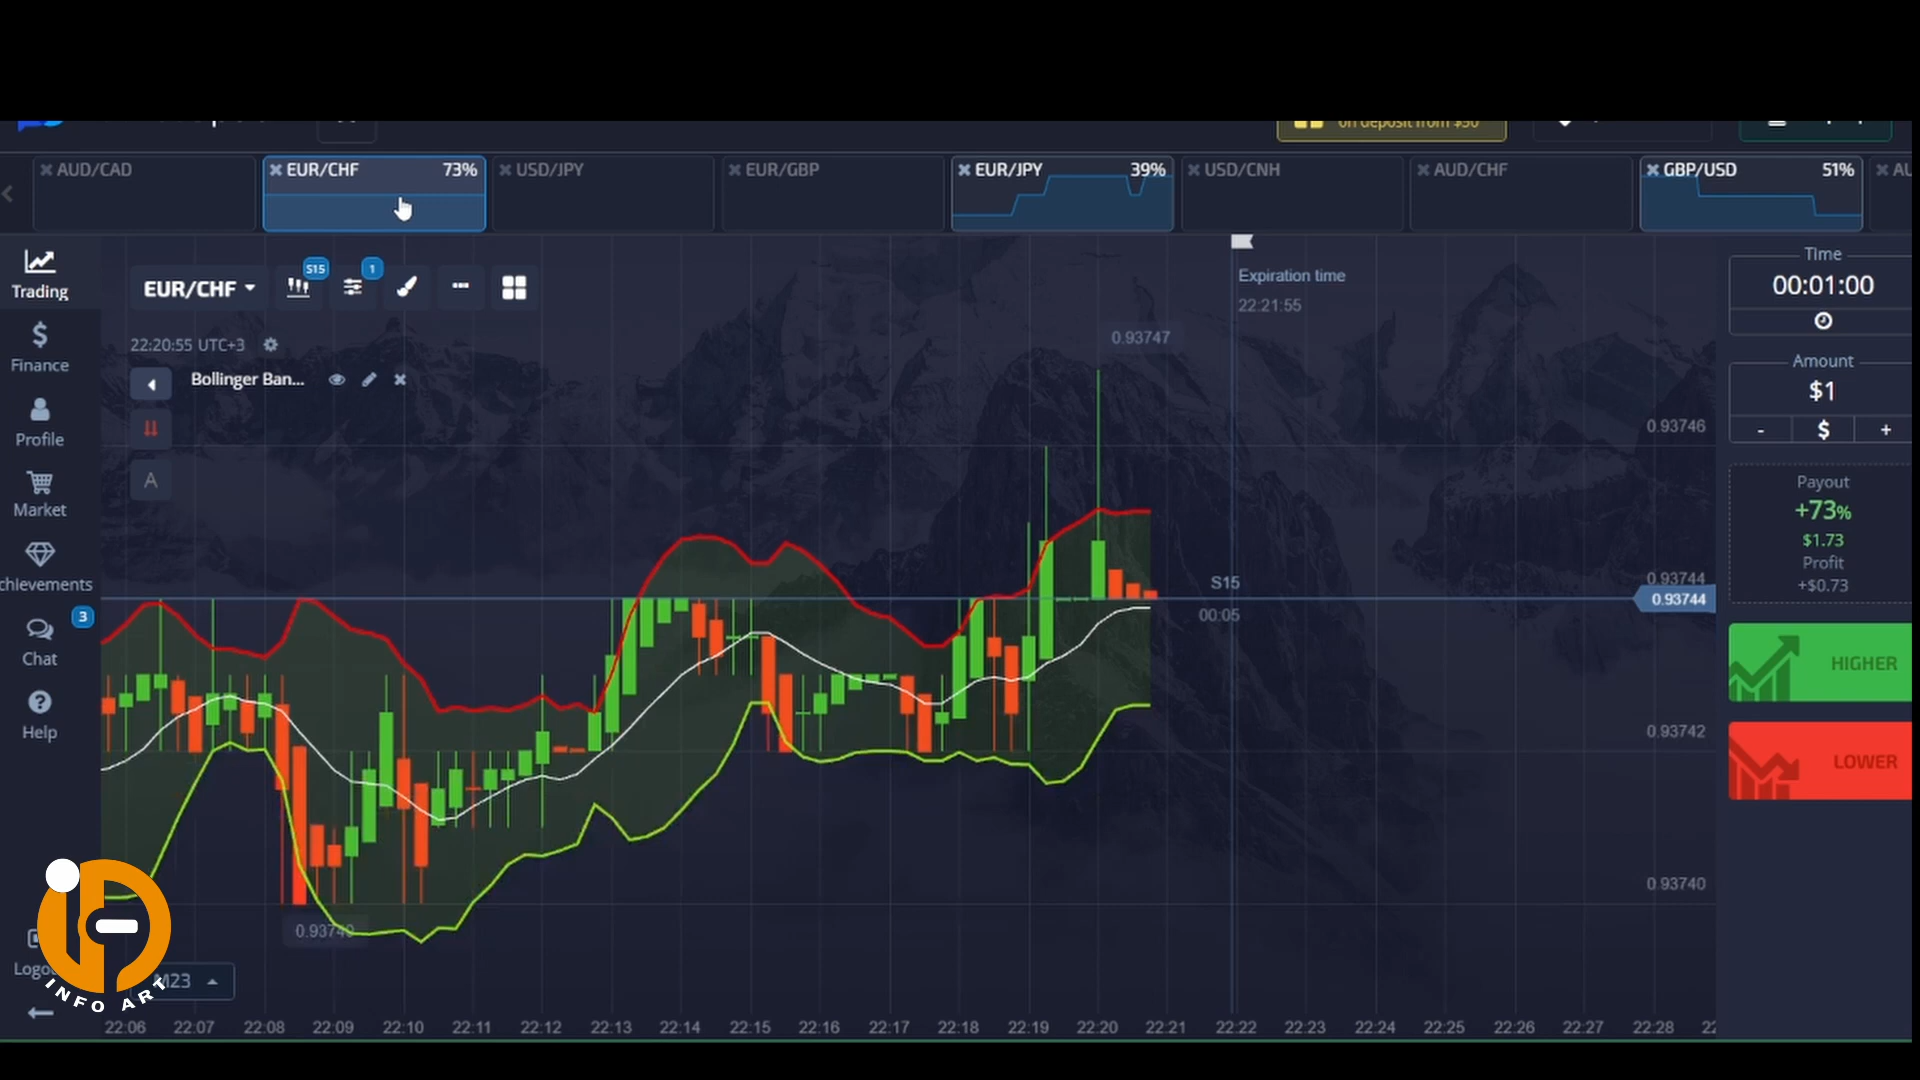 on deposit from $50
AUD/CAD
EUR/CHF 73%
USD/JPY
EUR/GBP
EUR/JPY 39%
USD/CNH
AUD/CHF
GBP/USD 51%
Trading
Finance
Profile
Market
chievements
3
Chat
Help
EUR/CHF
S15
1
22:20:55 UTC+3
Bollinger Ban...
A
Expiration time
22:21:55
0.93747
0.93746
0.93744
0.93744
0.93742
0.93740
S15
00:05
0.93740
M23
22:06 22:07 22:08 22:09 22:10 22:11 22:12 22:13 22:14 22:15 22:16 22:17 22:18 22:19 22:20 22:21 22:22 22:23 22:24 22:25 22:26 22:27 22:28
Time
00:01:00
Amount
$1
- $ +
Payout
+73%
$1.73
Profit
+$0.73
HIGHER
LOWER
INFO ART